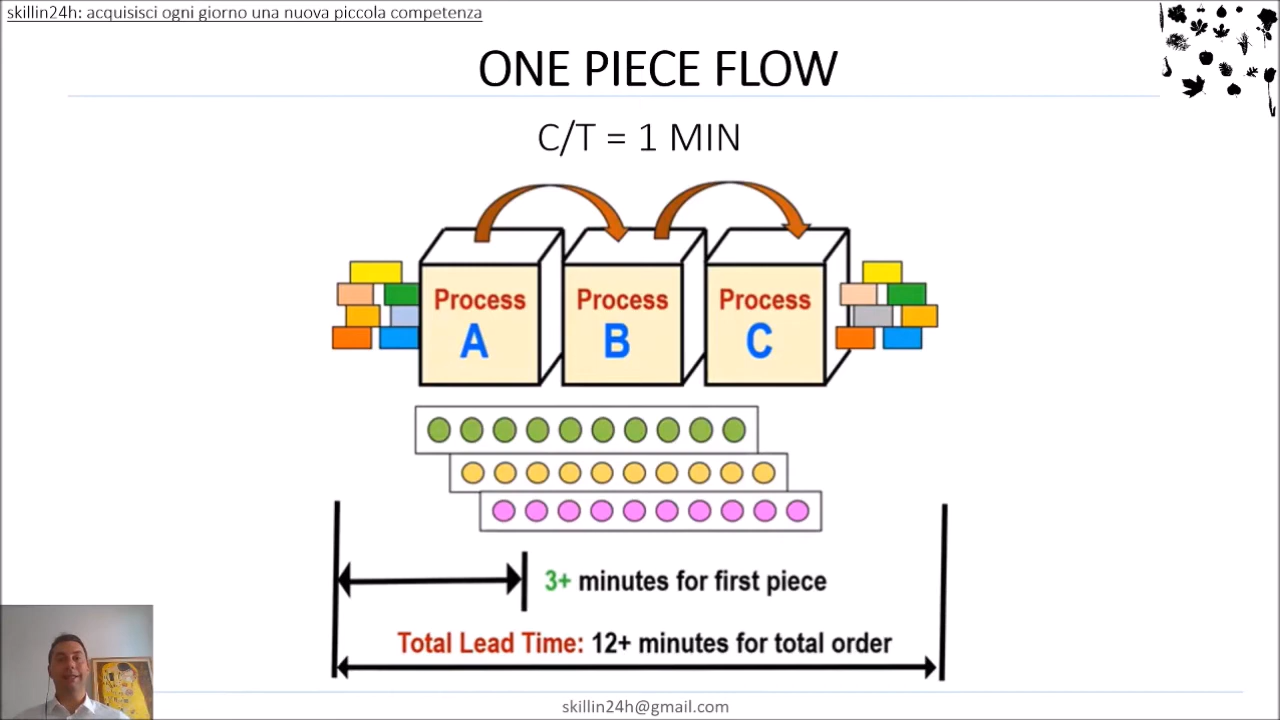 skillin24h: acquisisci ogni giorno una nuova piccola competenza
ONE PIECE FLOW
C/T = 1 MIN
Process A
Process B
Process C
3+ minutes for first piece
Total Lead Time: 12+ minutes for total order
skillin24h@gmail.com